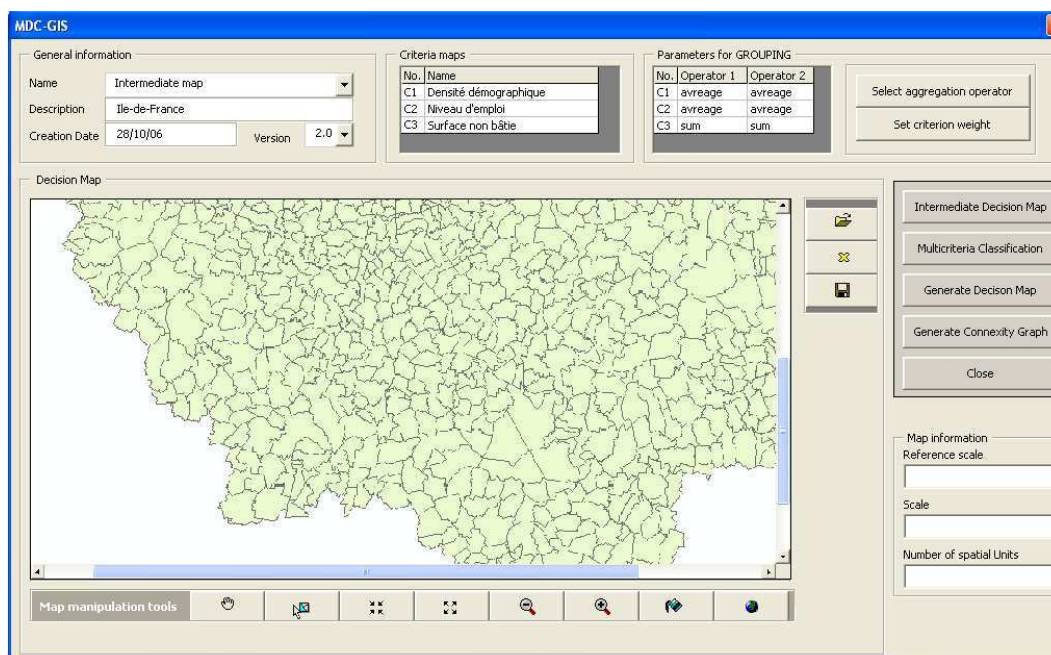 MDC-GIS
General information
Name
Intermediate map
Description
Ile-de-France
Creation Date
28/10/06
Version
2.0
Criteria maps
No. Name
C1 Densité démographique
C2 Niveau d'emploi
C3 Surface non bâtie
Parameters for GROUPING
No. Operator 1 Operator 2
C1 avreage avreage
C2 avreage avreage
C3 sum sum
Select aggregation operator
Set criterion weight
Decision Map
Intermediate Decision Map
Multicriteria Classification
Generate Decison Map
Generate Connexity Graph
Close
Map information
Reference scale
Scale
Number of spatial Units
Map manipulation tools